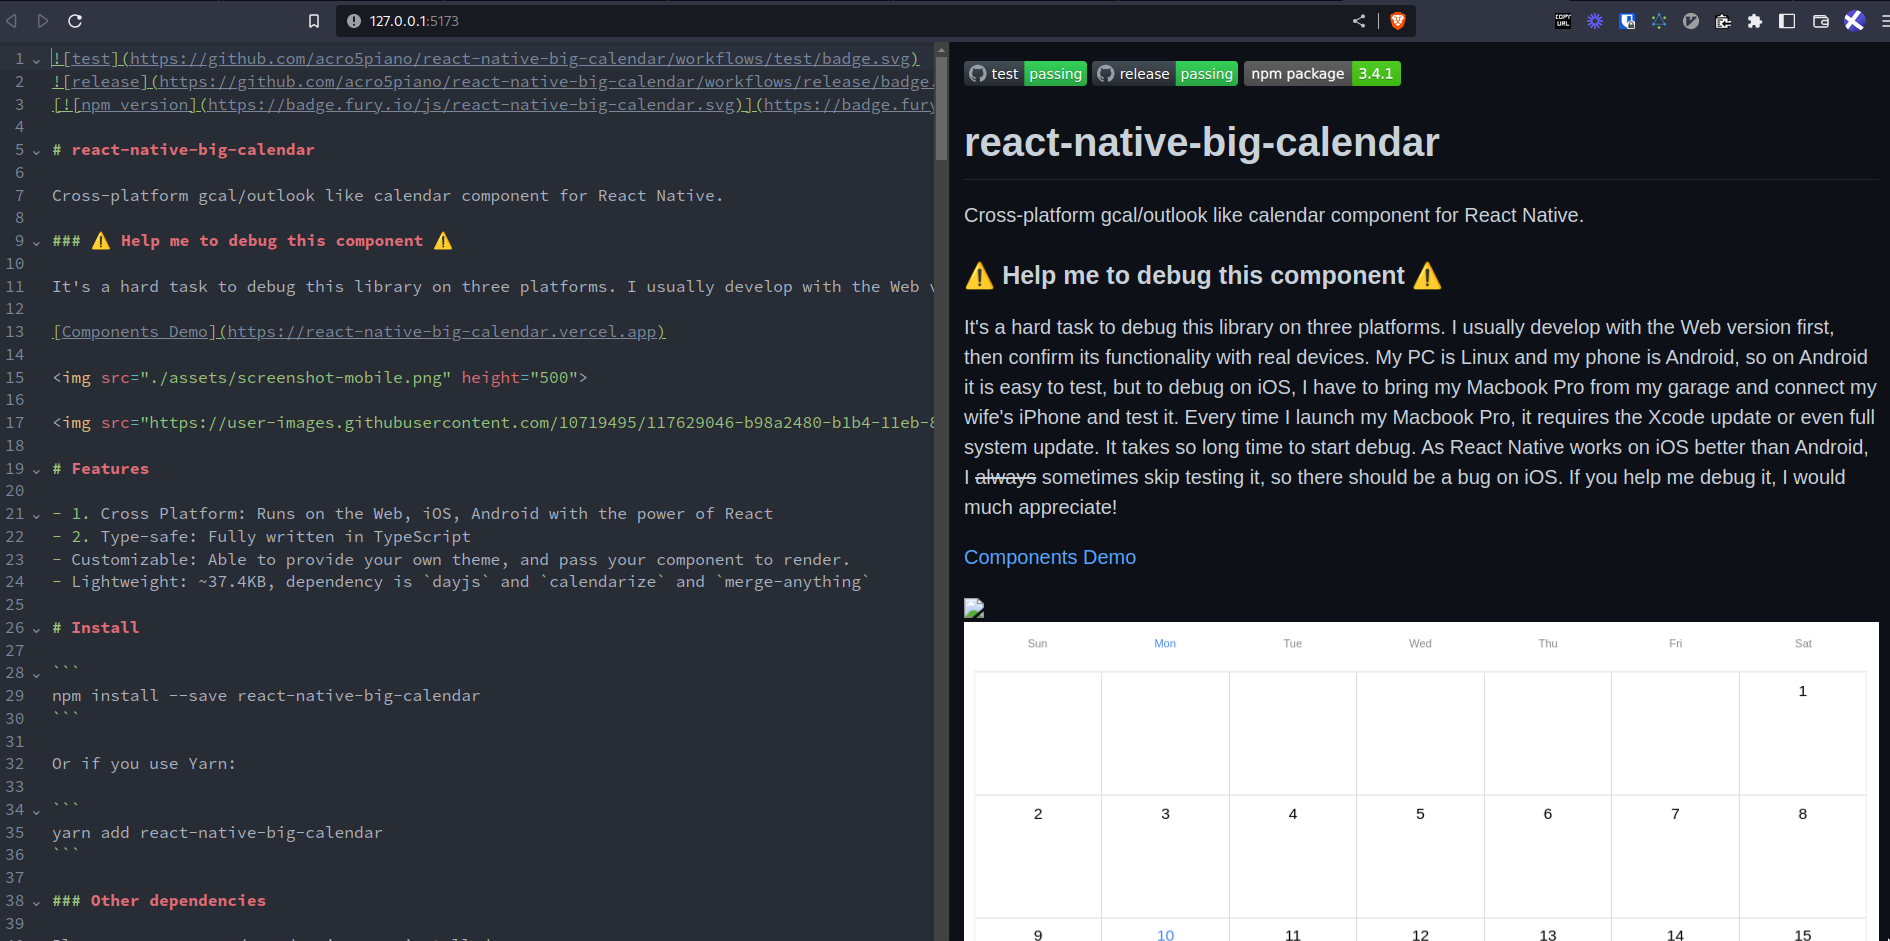 127.0.0.1:5173
COPY URL
1 ![test](https://github.com/acro5piano/react-native-big-calendar/workflows/test/badge.svg)
2 ![release](https://github.com/acro5piano/react-native-big-calendar/workflows/release/badge.
3 [![npm version](https://badge.fury.io/js/react-native-big-calendar.svg)](https://badge.fury
4
5 # react-native-big-calendar
6
7 Cross-platform gcal/outlook like calendar component for React Native.
8
9 ### ⚠️ Help me to debug this component ⚠️
10
11 It's a hard task to debug this library on three platforms. I usually develop with the Web v
12
13 [Components Demo](https://react-native-big-calendar.vercel.app)
14
15 <img src="./assets/screenshot-mobile.png" height="500">
16
17 <img src="https://user-images.githubusercontent.com/10719495/117629046-b98a2480-b1b4-11eb-8
18
19 # Features
20
21 - 1. Cross Platform: Runs on the Web, iOS, Android with the power of React
22 - 2. Type-safe: Fully written in TypeScript
23 - Customizable: Able to provide your own theme, and pass your component to render.
24 - Lightweight: ~37.4KB, dependency is `dayjs` and `calendarize` and `merge-anything`
25
26 # Install
27
28 ```
29 npm install --save react-native-big-calendar
30 ```
31
32 Or if you use Yarn:
33
34 ```
35 yarn add react-native-big-calendar
36 ```
37
38 ### Other dependencies
39
test passing release passing npm package 3.4.1
react-native-big-calendar
Cross-platform gcal/outlook like calendar component for React Native.
⚠️ Help me to debug this component ⚠️
It's a hard task to debug this library on three platforms. I usually develop with the Web version first,
then confirm its functionality with real devices. My PC is Linux and my phone is Android, so on Android
it is easy to test, but to debug on iOS, I have to bring my Macbook Pro from my garage and connect my
wife's iPhone and test it. Every time I launch my Macbook Pro, it requires the Xcode update or even full
system update. It takes so long time to start debug. As React Native works on iOS better than Android,
I always sometimes skip testing it, so there should be a bug on iOS. If you help me debug it, I would
much appreciate!
Components Demo
Sun Mon Tue Wed Thu Fri Sat
1
2 3 4 5 6 7 8
9 10 11 12 13 14 15